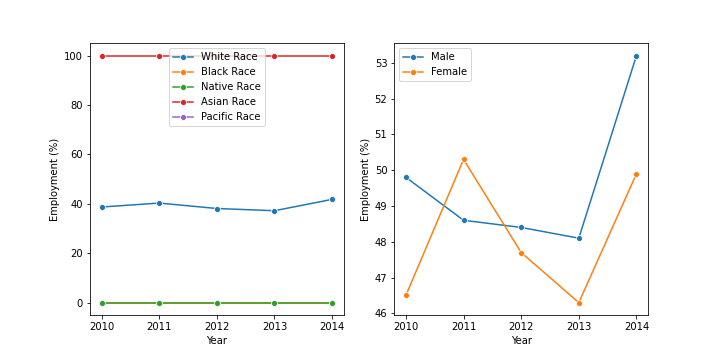 White Race
Black Race
Native Race
Asian Race
Pacific Race
Employment (%)
100
80
60
40
20
0
2010 2011 2012 2013 2014
Year
Male
Female
Employment (%)
53
52
51
50
49
48
47
46
2010 2011 2012 2013 2014
Year